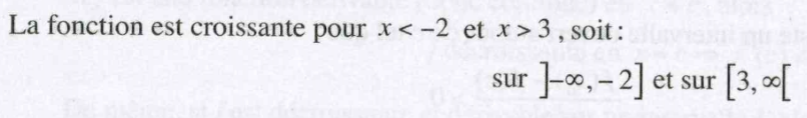 La fonction est croissante pour x < −2 et x > 3, soit :
sur ]−∞, −2] et sur [3, ∞[